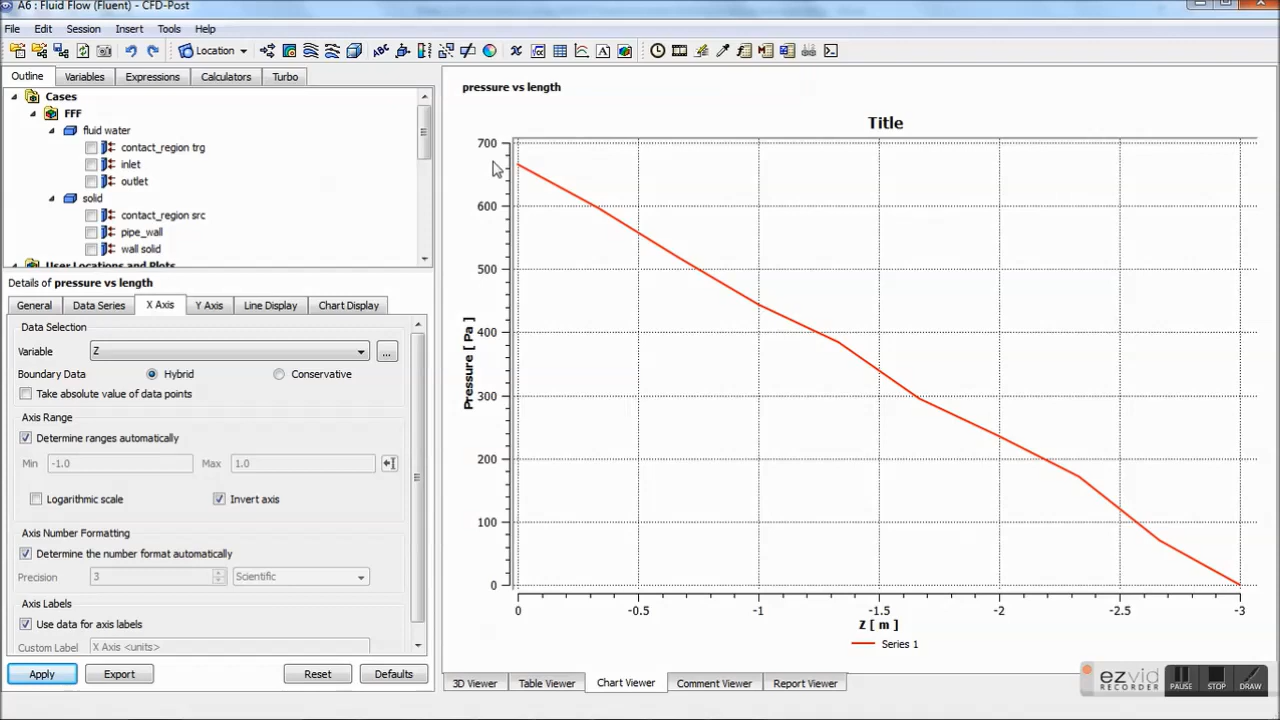 A6 : Fluid Flow (Fluent) - CFD-Post
File Edit Session Insert Tools Help
Location
Outline Variables Expressions Calculators Turbo
Cases
FFF
fluid water
contact_region trg
inlet
outlet
solid
contact_region src
pipe_wall
wall solid
User Locations and Plots
Details of pressure vs length
General Data Series X Axis Y Axis Line Display Chart Display
Data Selection
Variable Z ...
Boundary Data Hybrid Conservative
Take absolute value of data points
Axis Range
Determine ranges automatically
Min -1.0 Max 1.0
Logarithmic scale Invert axis
Axis Number Formatting
Determine the number format automatically
Precision 3 Scientific
Axis Labels
Use data for axis labels
Custom Label X Axis <units>
Apply Export Reset Defaults
pressure vs length
Title
700
600
500
400
300
200
100
0
Pressure [ Pa ]
0 -0.5 -1 -1.5 -2 -2.5 -3
Z [ m ]
Series 1
3D Viewer Table Viewer Chart Viewer Comment Viewer Report Viewer
ezvid
RECORDER
PAUSE STOP DRAW